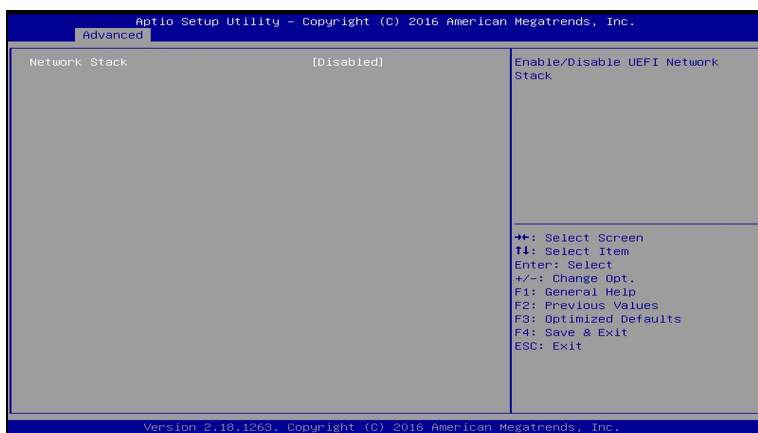 Aptio Setup Utility – Copyright (C) 2016 American Megatrends, Inc.
Advanced
Network Stack [Disabled]
Enable/Disable UEFI Network
Stack
→←: Select Screen
↑↓: Select Item
Enter: Select
+/-: Change Opt.
F1: General Help
F2: Previous Values
F3: Optimized Defaults
F4: Save & Exit
ESC: Exit
Version 2.18.1263. Copyright (C) 2016 American Megatrends, Inc.